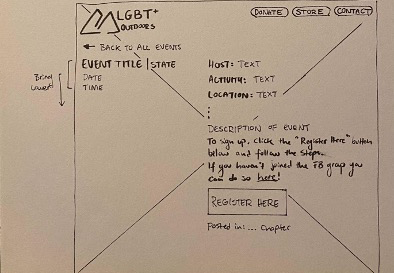 LGBT+
OUTDOORS
DONATE STORE CONTACT
← BACK TO ALL EVENTS
EVENT TITLE | STATE
DATE
TIME
Bring
Lower
HOST: TEXT
ACTIVITY: TEXT
LOCATION: TEXT
DESCRIPTION OF EVENT
To sign up, click the "Register Here" button
below and follow the steps.
If you haven't joined the FB group you
can do so here!
REGISTER HERE
Posted in: ... Chapter